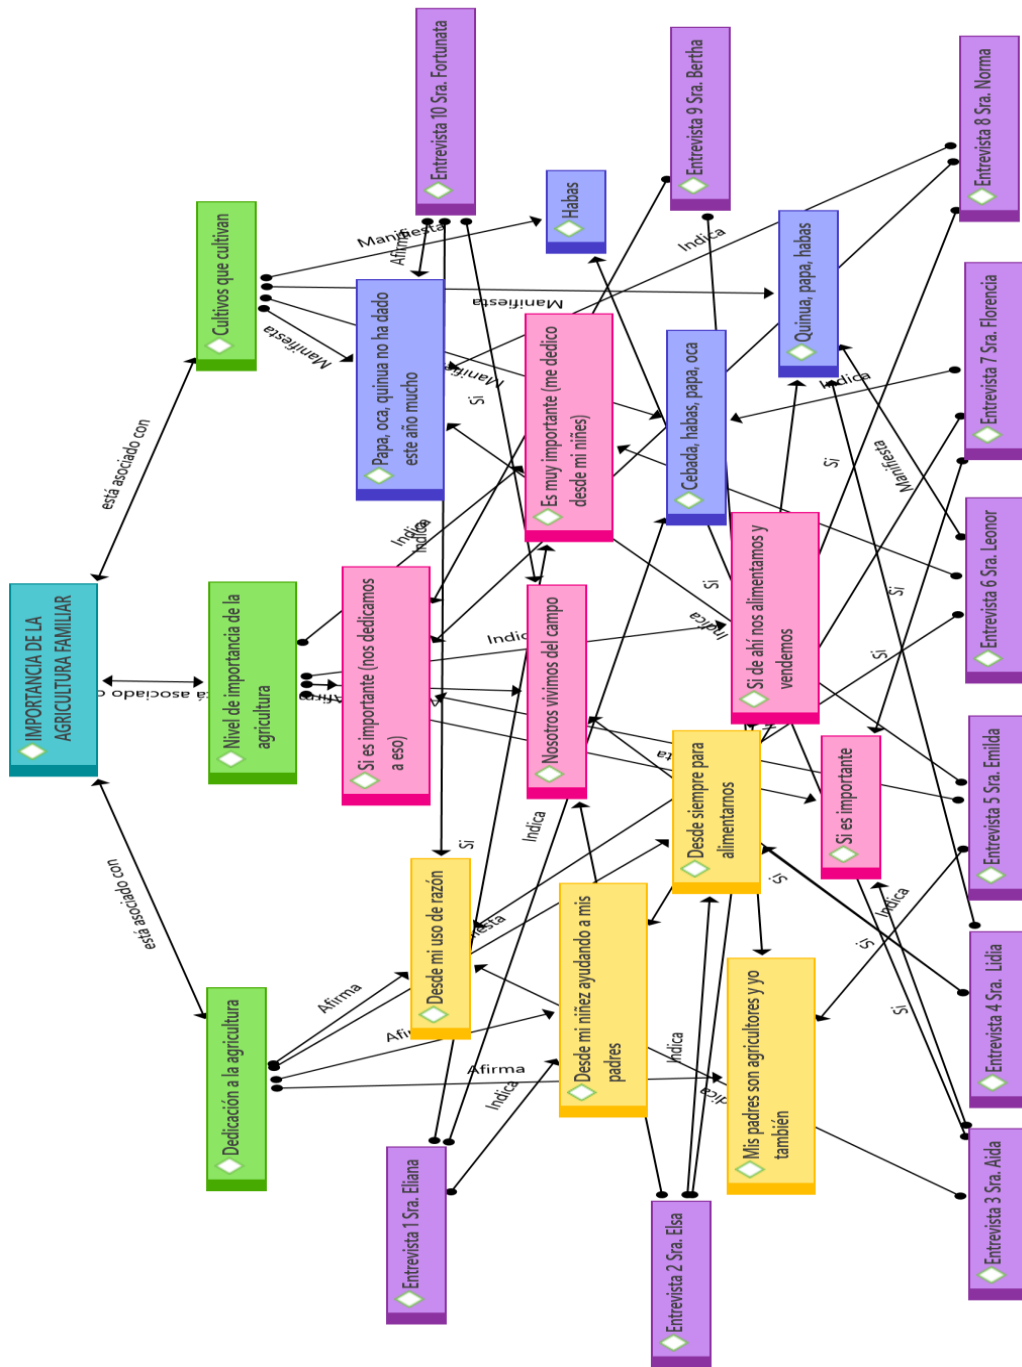 IMPORTANCIA DE LA
AGRICULTURA FAMILIAR
está asociado con
está asociado con
Dedicación a la agricultura
Nivel de importancia de la
agricultura
Cultivos que cultivan
Entrevista 1 Sra. Eliana
Desde mi uso de razón
Si es importante (nos dedicamos
a eso)
Papa, oca, quinua no ha dado
este año mucho
Entrevista 10 Sra. Fortunata
Desde mi niñez ayudando a mis
padres
Nosotros vivimos del campo
Es muy importante (me dedico
desde mi niñes)
Habas
Entrevista 2 Sra. Elsa
Mis padres son agricultores y yo
también
Desde siempre para
alimentarnos
Si de ahí nos alimentamos y
vendemos
Cebada, habas, papa, oca
Entrevista 9 Sra. Bertha
Si es importante
Quinua, papa, habas
Entrevista 3 Sra. Aida
Entrevista 4 Sra. Lidia
Entrevista 5 Sra. Emilda
Entrevista 6 Sra. Leonor
Entrevista 7 Sra. Florencia
Entrevista 8 Sra. Norma
Afirma
Afirma
Indica
Indica
Indica
Indica
Indica
Indica
Indica
Indica
Manifiesta
Manifiesta
Manifiesta
Manifiesta
Si
Si
Si
Si
Si
Si
Si
Si